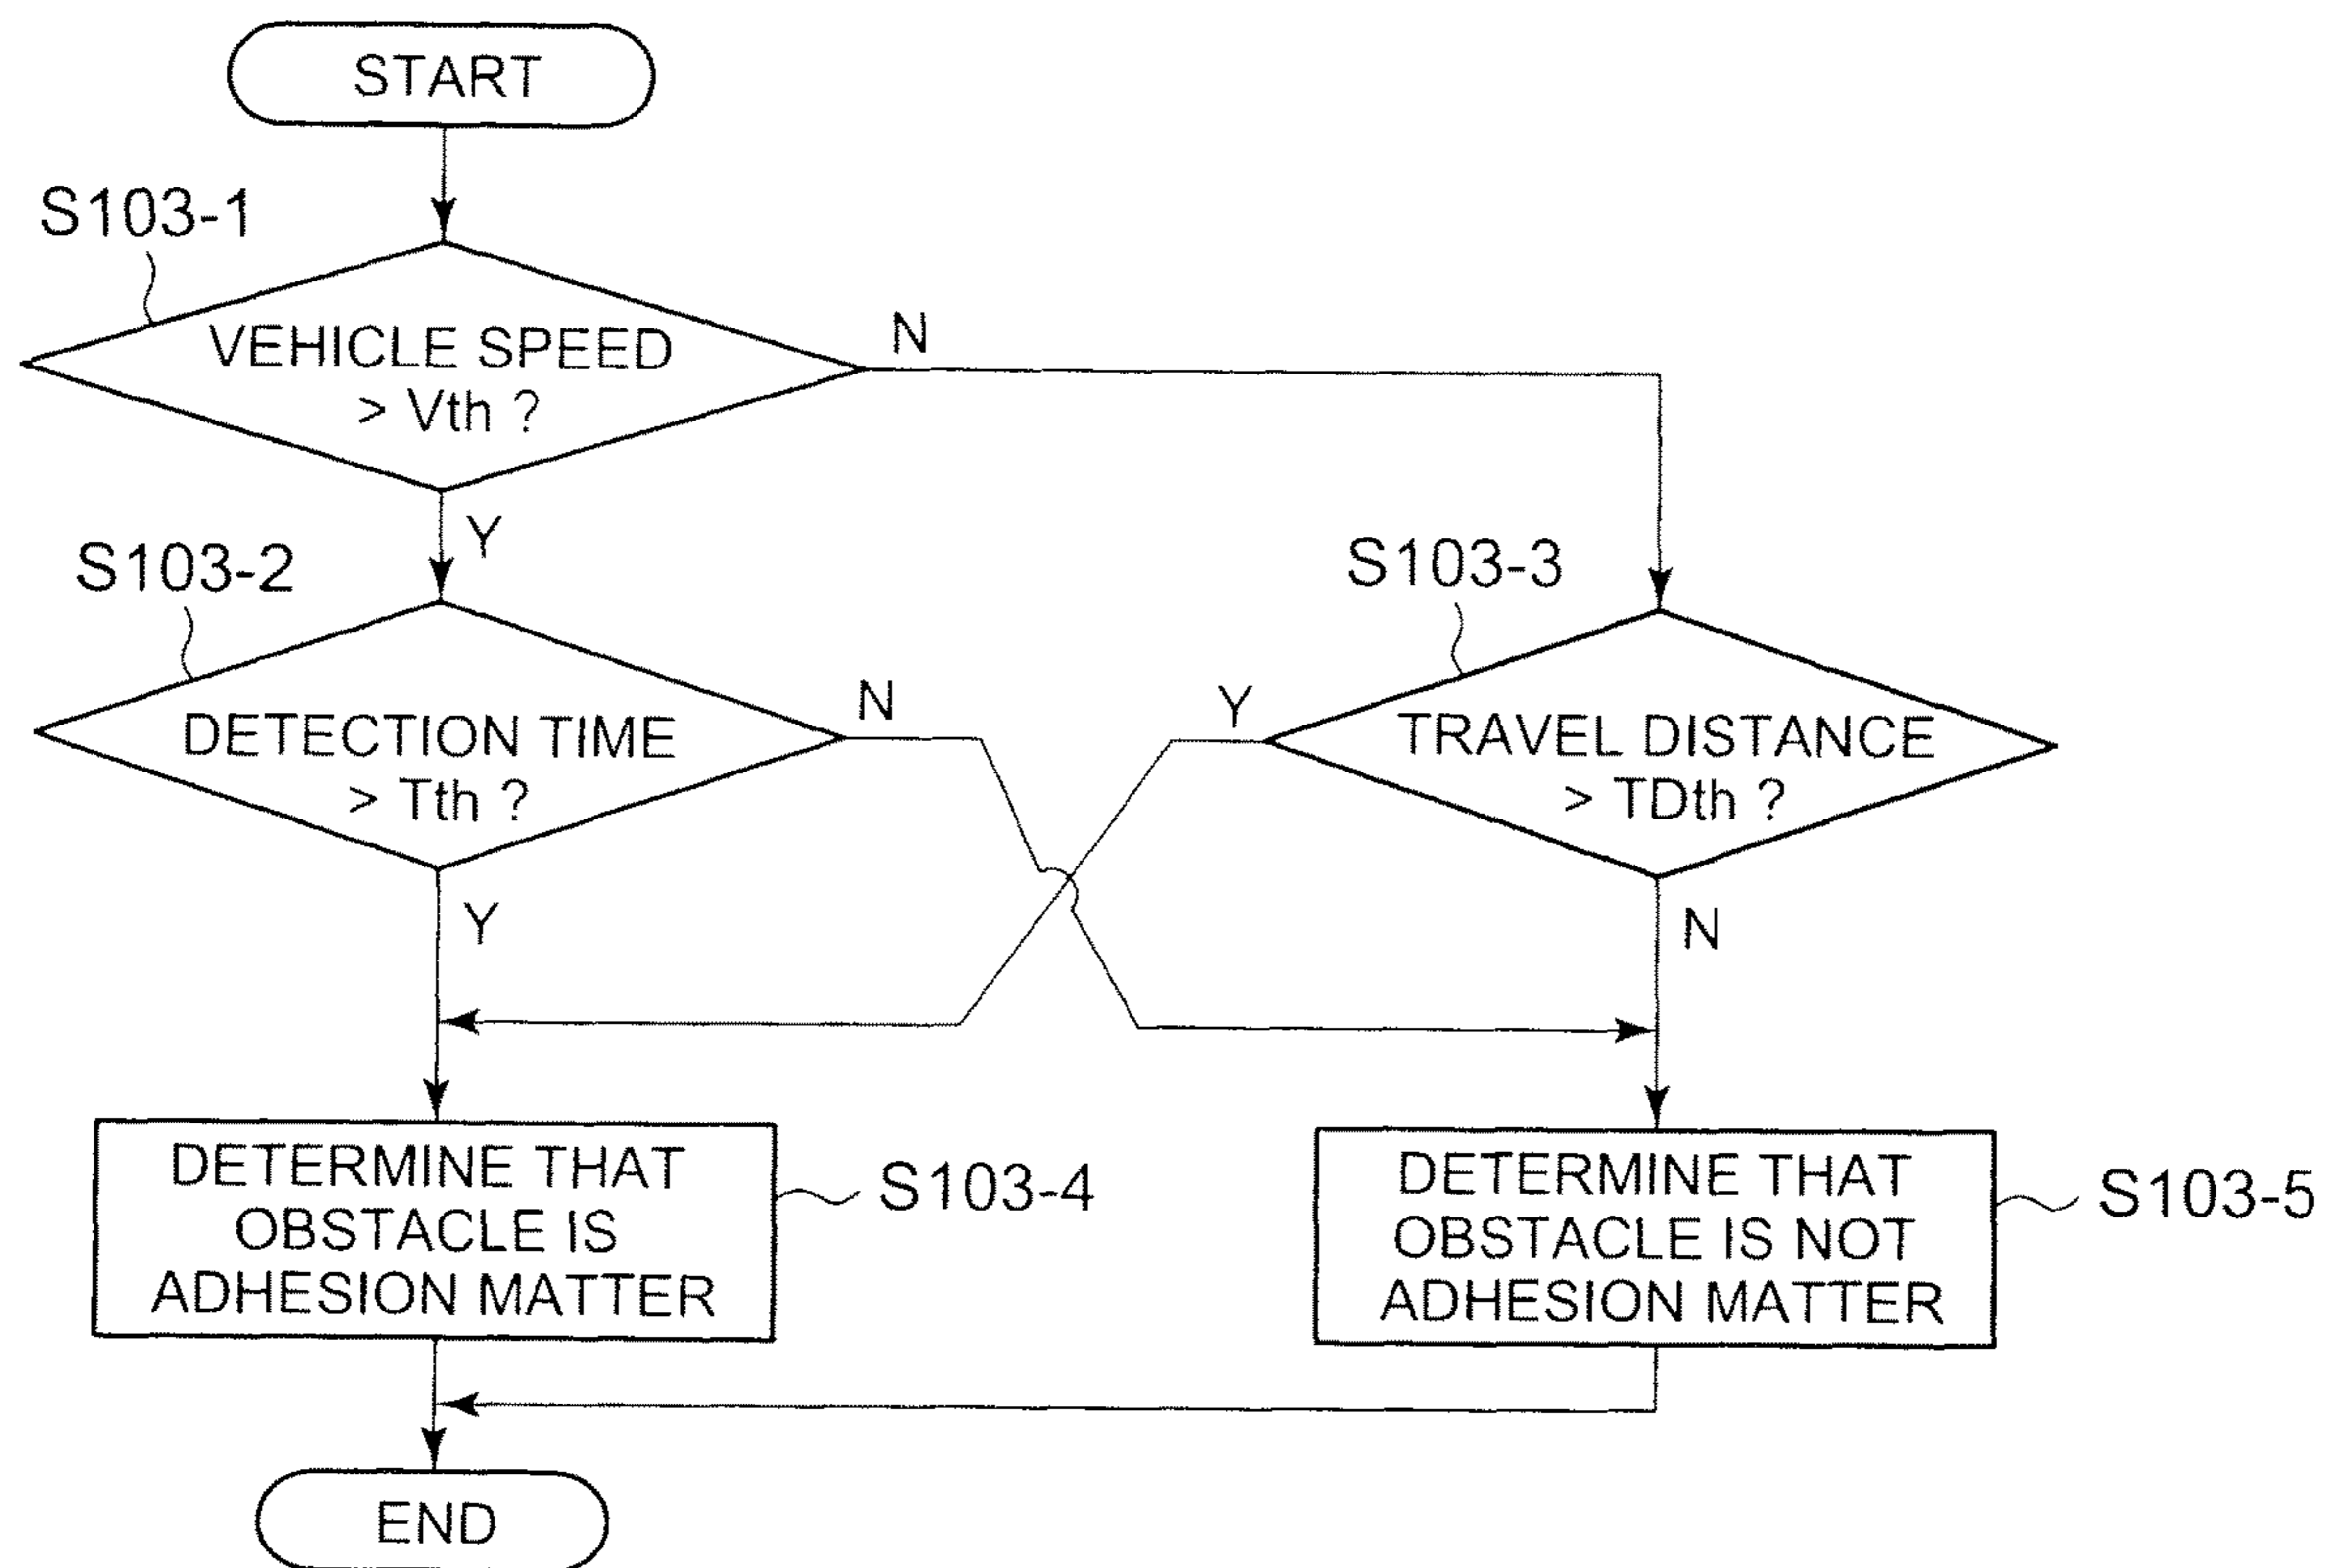 START
S103-1
VEHICLE SPEED
> Vth ?
N
Y
S103-2
DETECTION TIME
> Tth ?
N
Y
S103-3
TRAVEL DISTANCE
> TDth ?
Y
N
DETERMINE THAT
OBSTACLE IS
ADHESION MATTER
S103-4
DETERMINE THAT
OBSTACLE IS NOT
ADHESION MATTER
S103-5
END